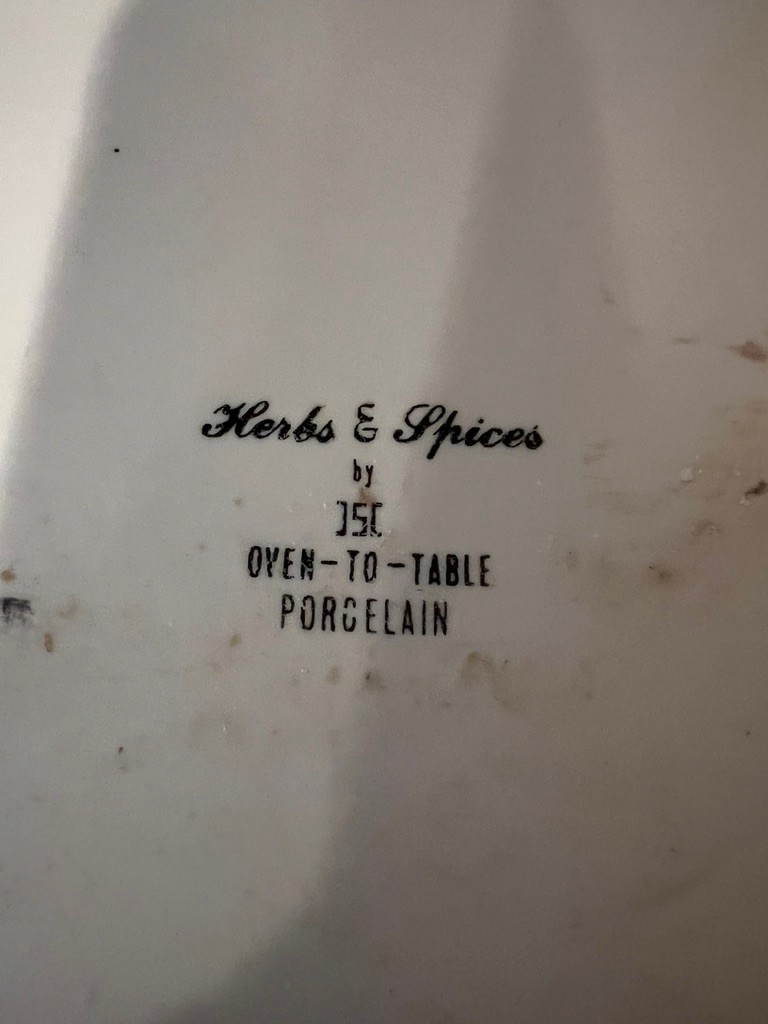 Herbs & Spices
by
JSC
OVEN-TO-TABLE
PORCELAIN